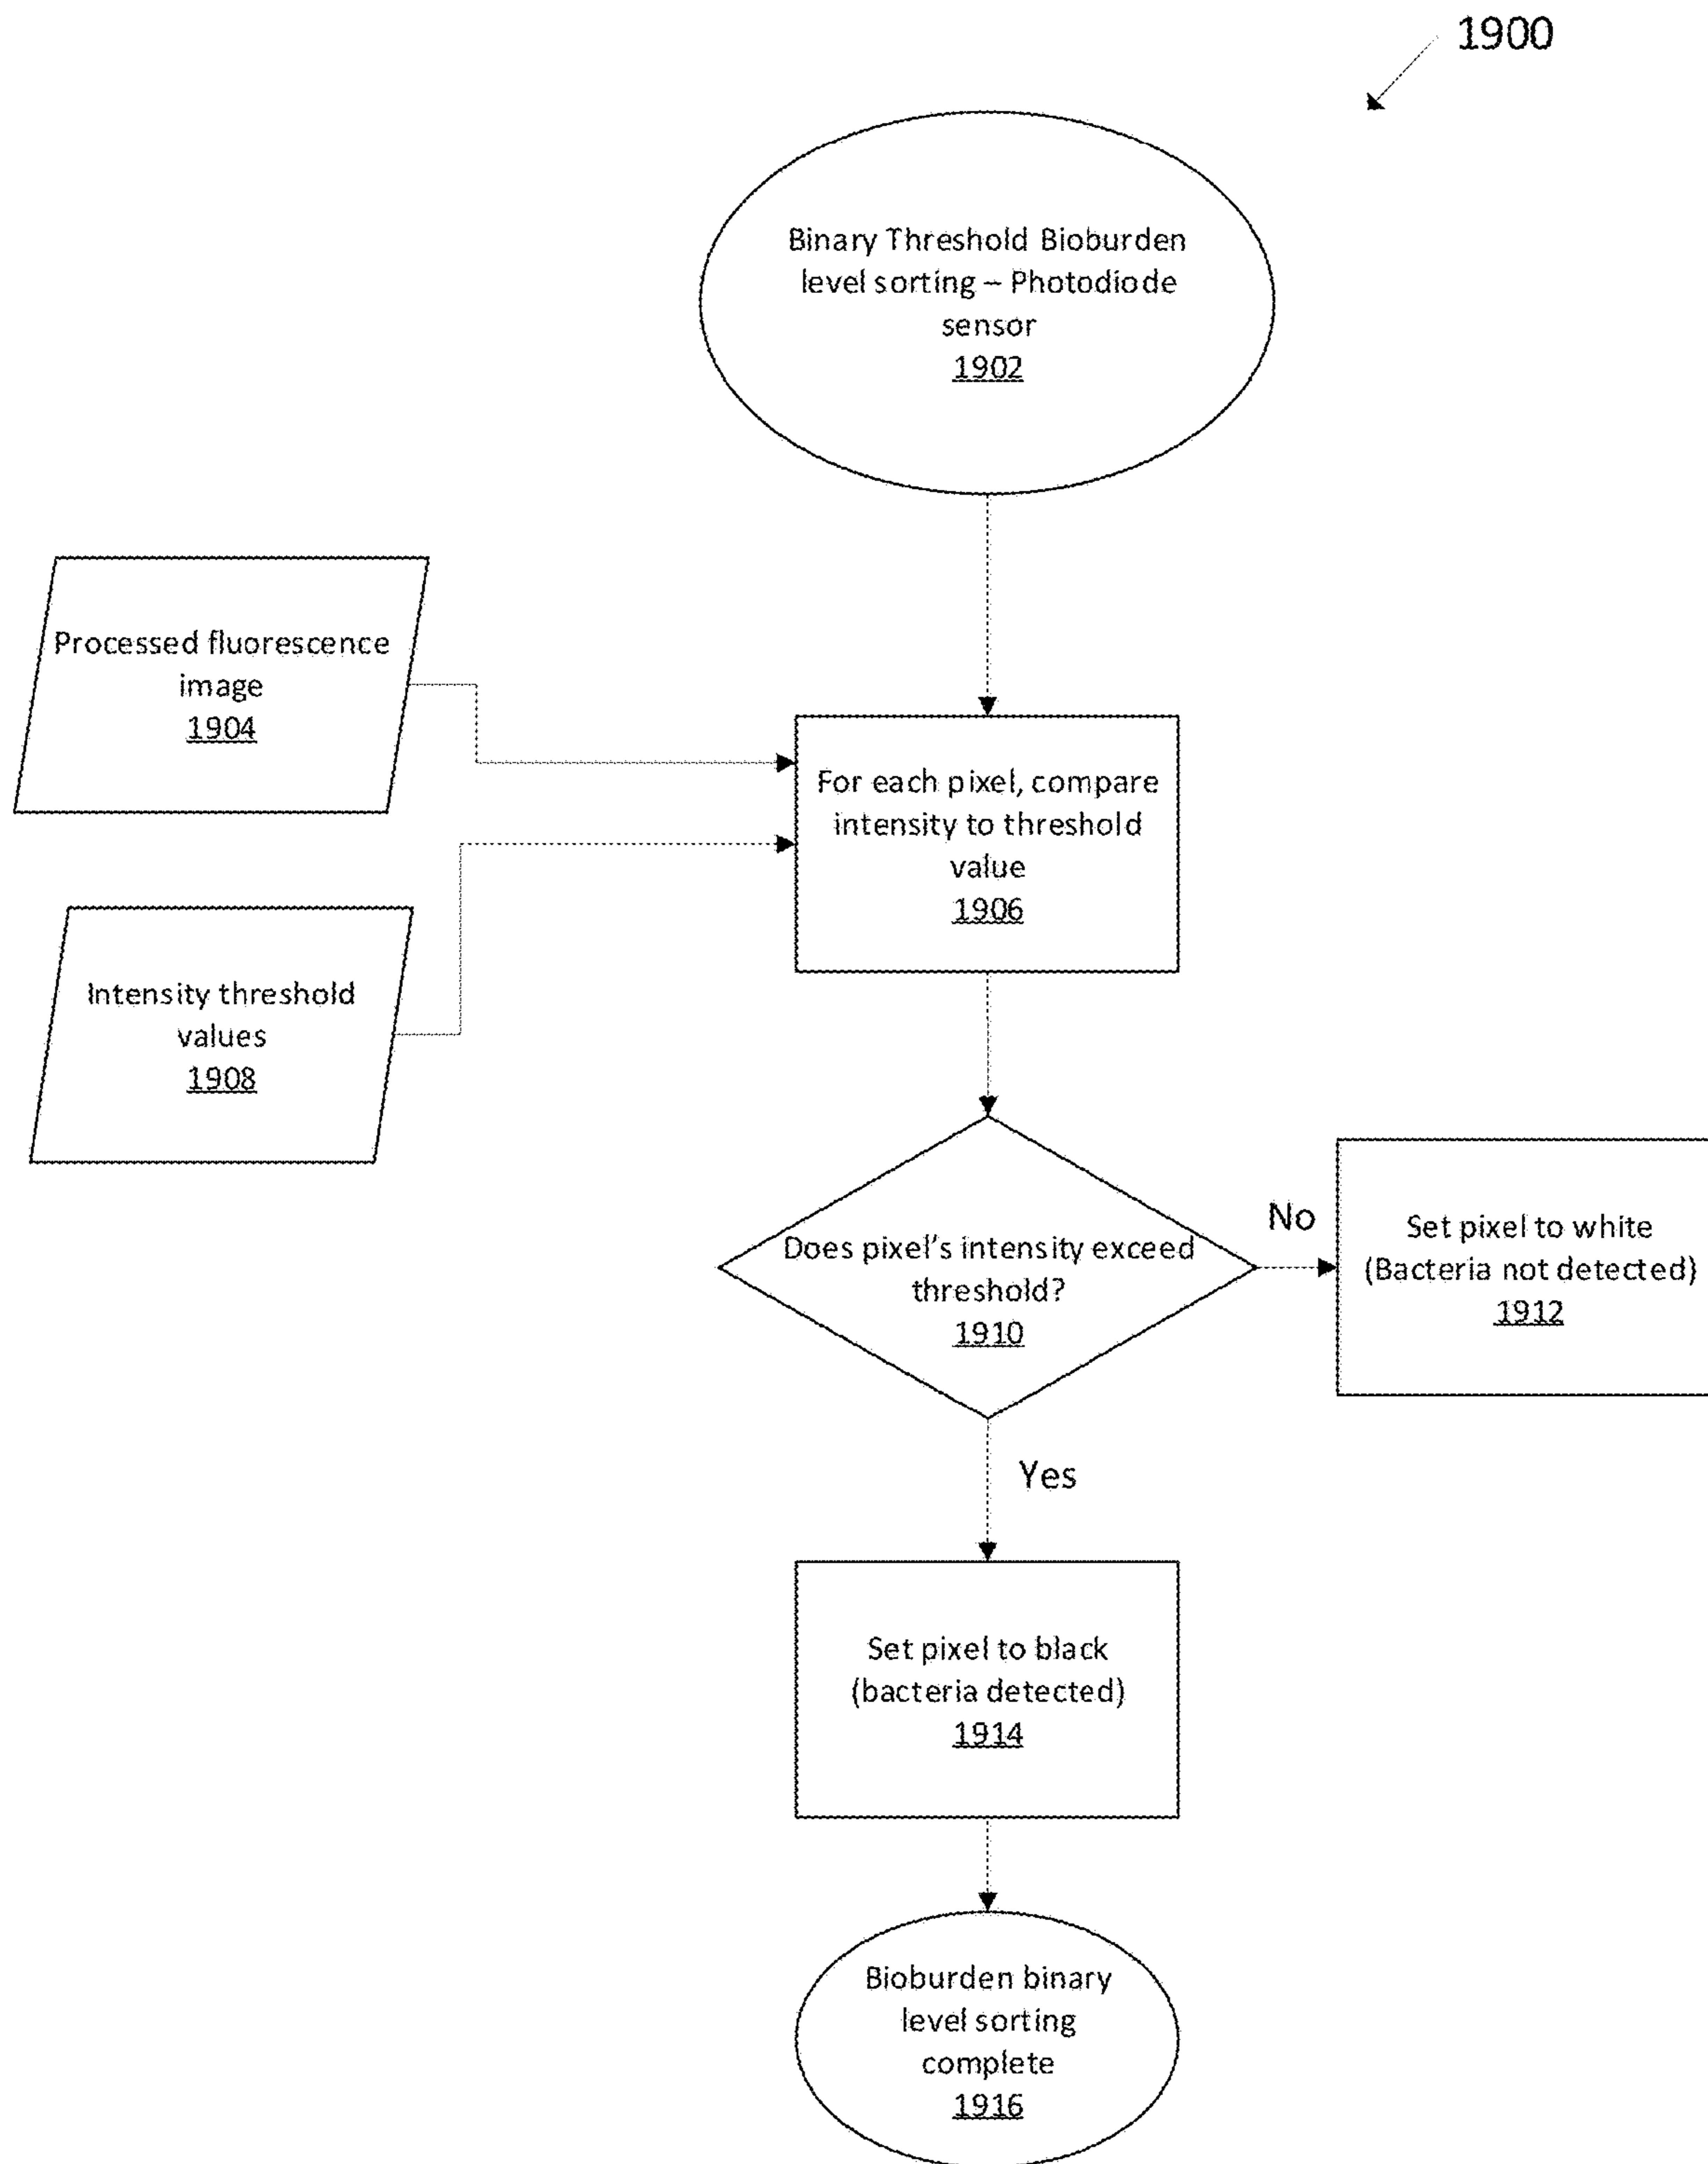 1900
Binary Threshold Bioburden
level sorting – Photodiode
sensor
1902
Processed fluorescence
image
1904
For each pixel, compare
intensity to threshold
value
1906
Intensity threshold
values
1908
Does pixel's intensity exceed
threshold?
1910
No
Set pixel to white
(Bacteria not detected)
1912
Yes
Set pixel to black
(bacteria detected)
1914
Bioburden binary
level sorting
complete
1916